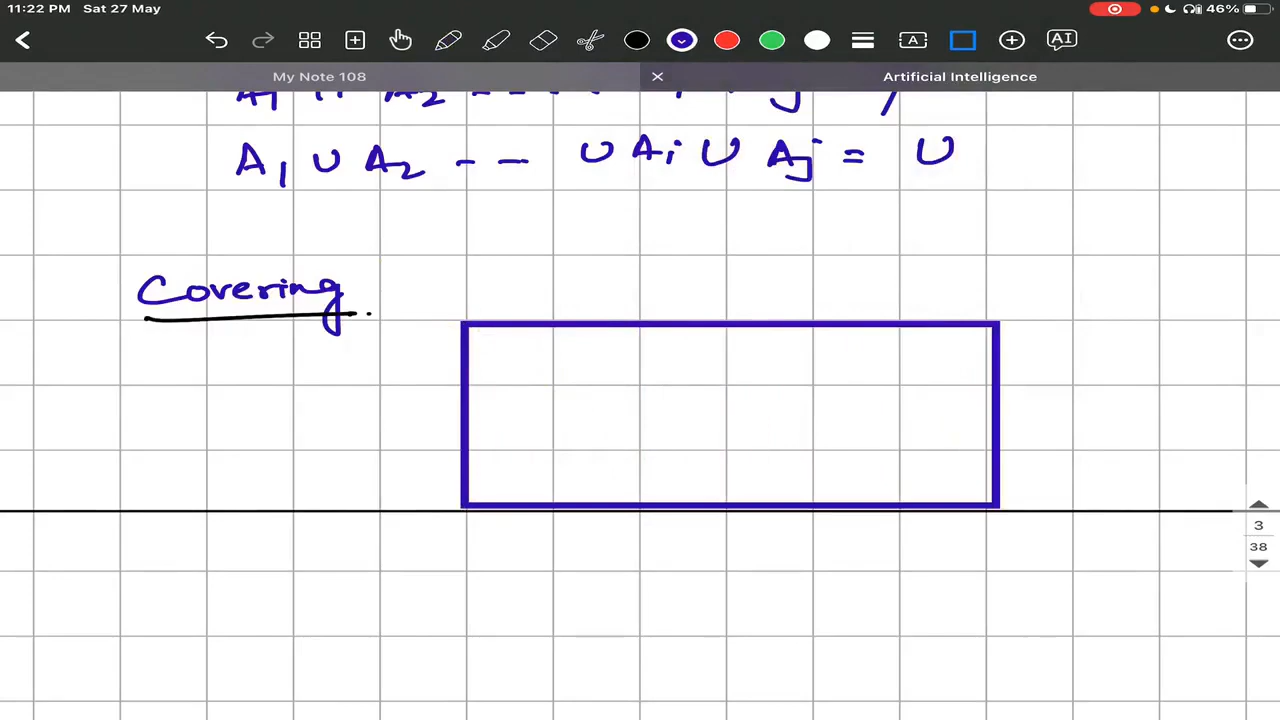 11:22 PM Sat 27 May
46%
A
AI
My Note 108
Artificial Intelligence
A1 ∪ A2 - - ∪ Ai ∪ Aj = U
Covering
3
38